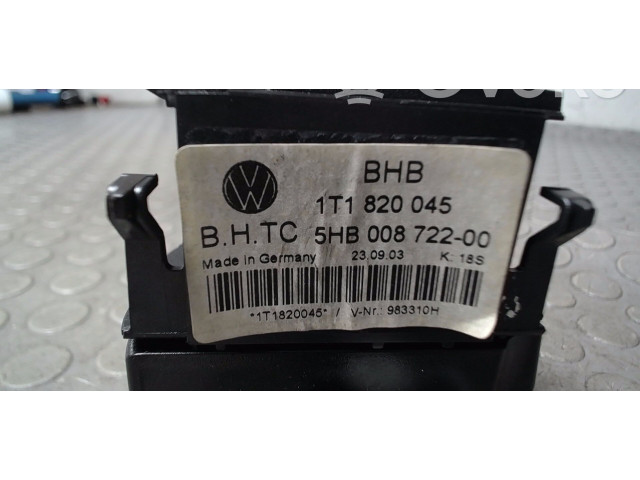 BHB
1T1 820 045
B.H.TC 5HB 008 722-00
Made in Germany 23.09.03 K: 18S
*1T1820045* / V-Nr.: 983310H